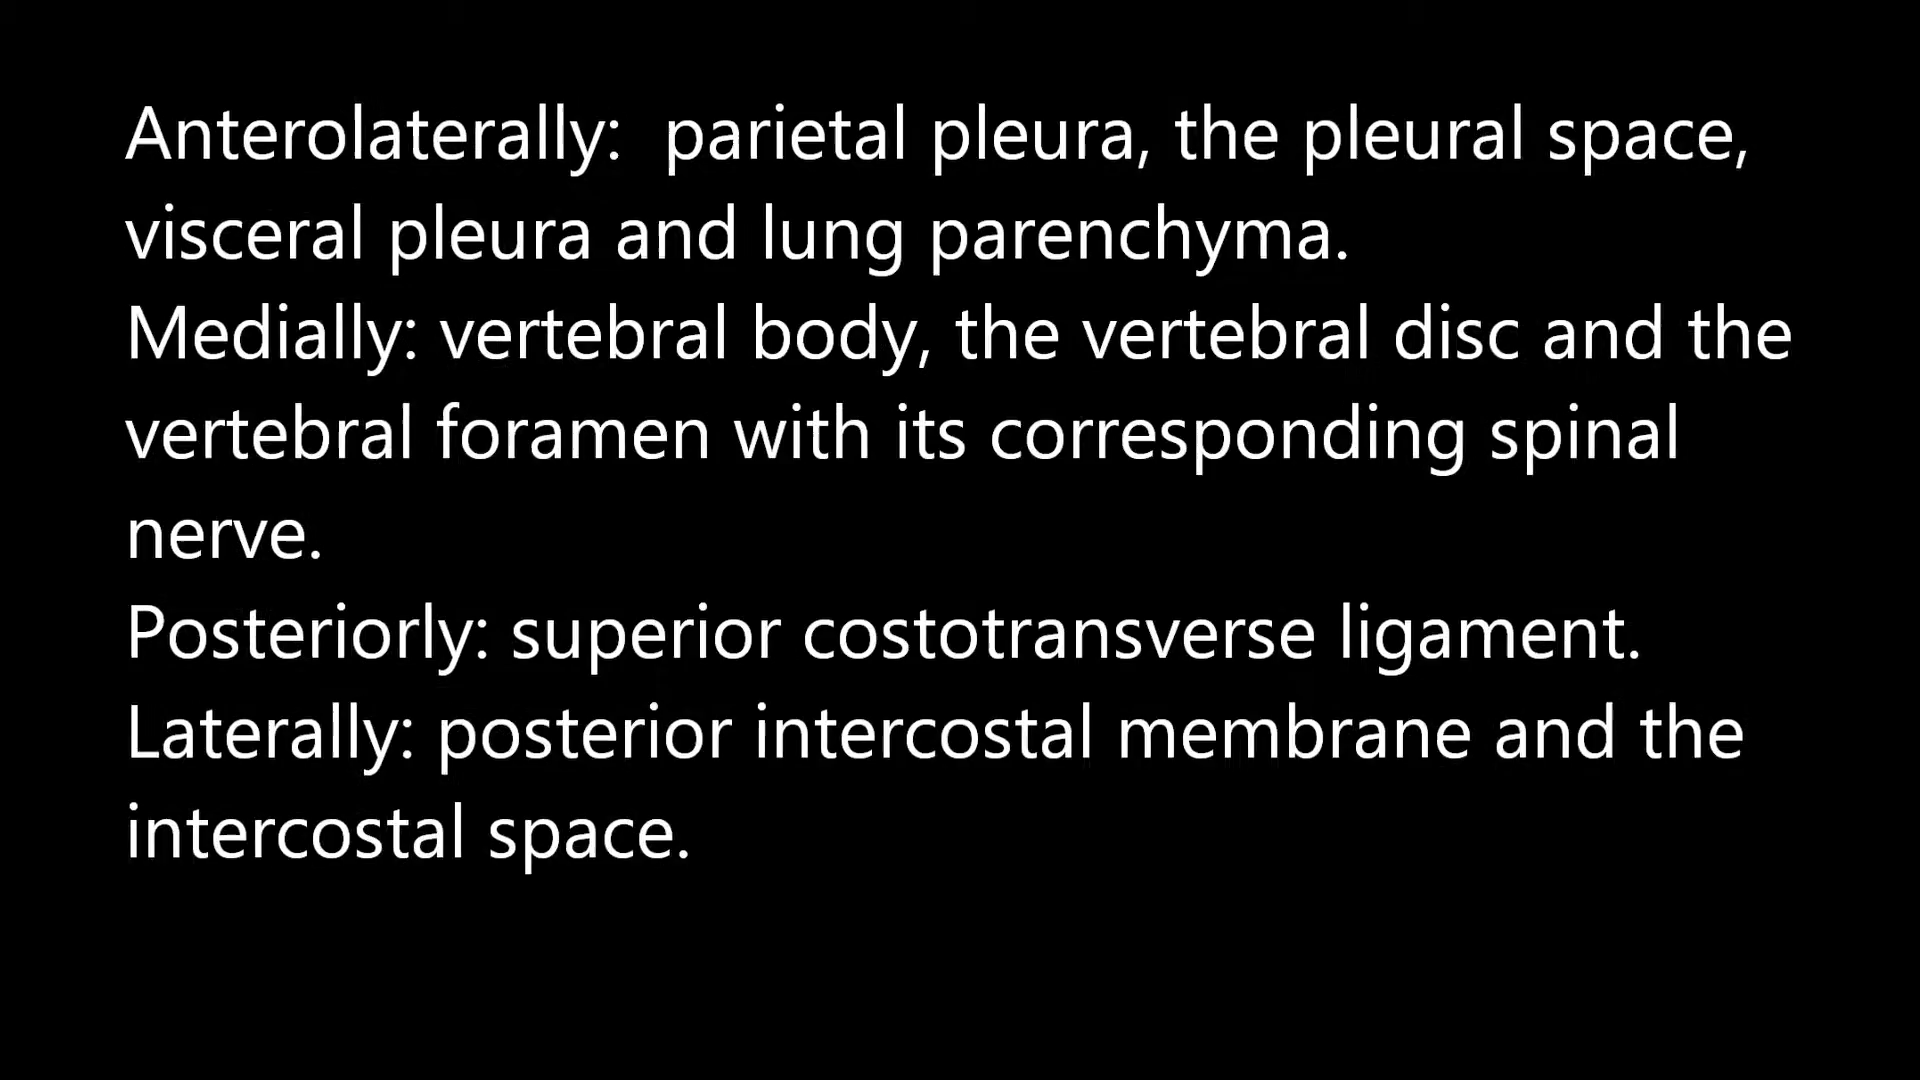 Anterolaterally:  parietal pleura, the pleural space,
visceral pleura and lung parenchyma.
Medially: vertebral body, the vertebral disc and the
vertebral foramen with its corresponding spinal
nerve.
Posteriorly: superior costotransverse ligament.
Laterally: posterior intercostal membrane and the
intercostal space.